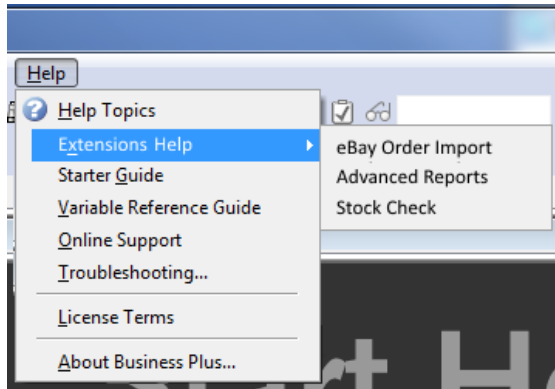 Help
Help Topics
Extensions Help
eBay Order Import
Advanced Reports
Stock Check
Starter Guide
Variable Reference Guide
Online Support
Troubleshooting...
License Terms
About Business Plus...